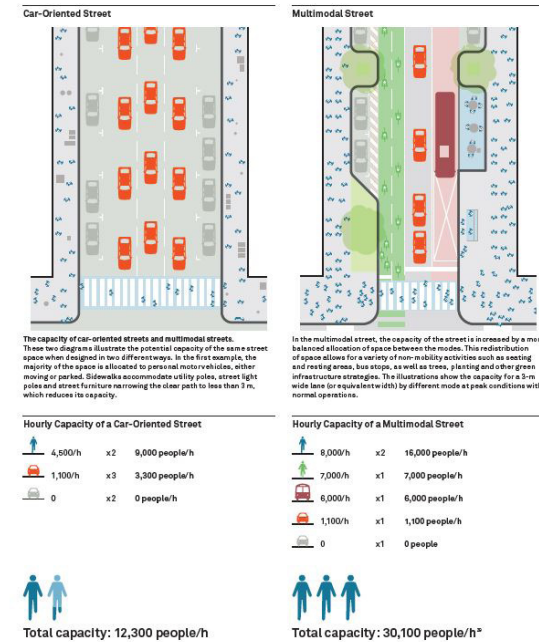 Car-Oriented Street
The capacity of car-oriented streets and multimodal streets.
These two diagrams illustrate the potential capacity of the same street
space when designed in two different ways. In the first example, the
majority of the space is allocated to personal motor vehicles, either
moving or parked. Sidewalks accommodate utility poles, street light
poles and street furniture narrowing the clear path to less than 3 m,
which reduces its capacity.
Hourly Capacity of a Car-Oriented Street
4,500/h x2 9,000 people/h
1,100/h x3 3,300 people/h
0 x2 0 people/h
Total capacity: 12,300 people/h
Multimodal Street
In the multimodal street, the capacity of the street is increased by a mor
balanced allocation of space between the modes. This redistribution
of space allows for a variety of non-mobility activities such as seating
and resting areas, bus stops, as well as trees, planting and other green
infrastructure strategies. The illustrations show the capacity for a 3-m
wide lane (or equivalent width) by different mode at peak conditions with
normal operations.
Hourly Capacity of a Multimodal Street
8,000/h x2 16,000 people/h
7,000/h x1 7,000 people/h
6,000/h x1 6,000 people/h
1,100/h x1 1,100 people/h
0 x1 0 people
Total capacity: 30,100 people/h